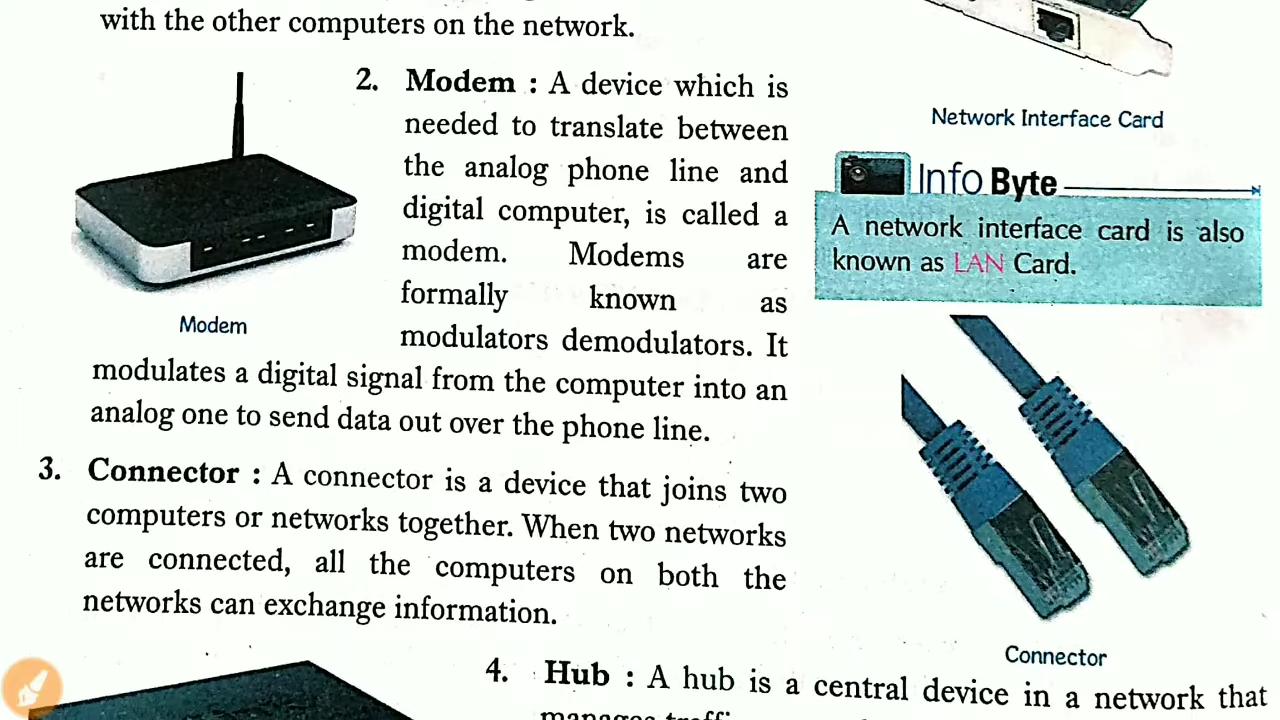 with the other computers on the network.
Network Interface Card
2. Modem : A device which is
needed to translate between
the analog phone line and
digital computer, is called a
modem. Modems are
formally known as
modulators demodulators. It
modulates a digital signal from the computer into an
analog one to send data out over the phone line.
Modem
Info Byte
A network interface card is also
known as LAN Card.
3. Connector : A connector is a device that joins two
computers or networks together. When two networks
are connected, all the computers on both the
networks can exchange information.
Connector
4. Hub : A hub is a central device in a network that
manages